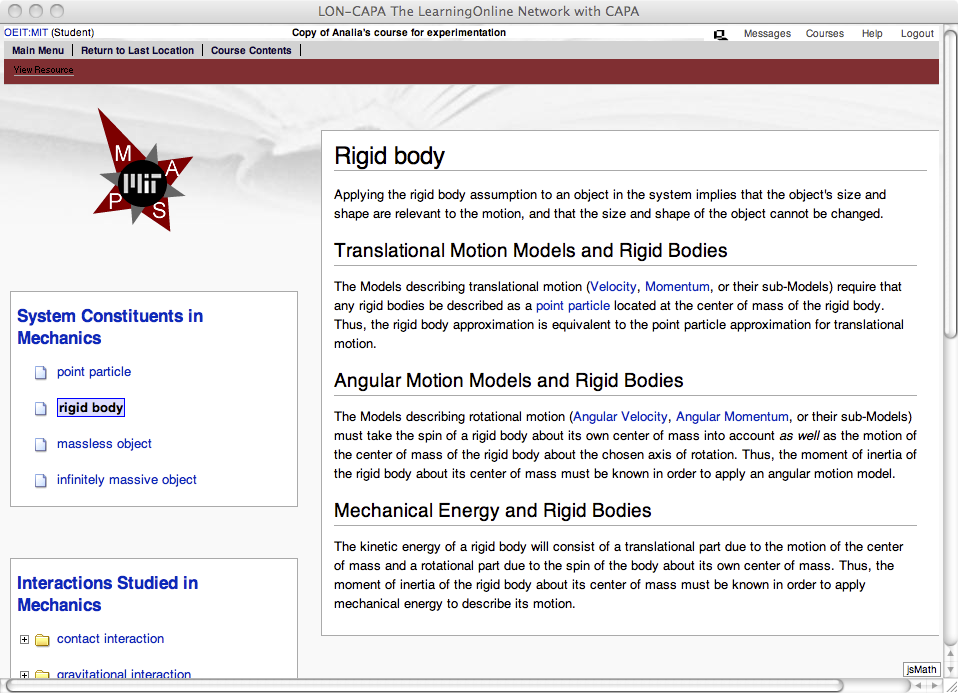 LON-CAPA The LearningOnline Network with CAPA
OEIT:MIT (Student)
Copy of Analia's course for experimentation
Messages Courses Help Logout
Main Menu | Return to Last Location | Course Contents |
View Resource
M
A
MIT
P
S
System Constituents in
Mechanics
point particle
rigid body
massless object
infinitely massive object
Interactions Studied in
Mechanics
contact interaction
gravitational interaction
Rigid body
Applying the rigid body assumption to an object in the system implies that the object's size and
shape are relevant to the motion, and that the size and shape of the object cannot be changed.
Translational Motion Models and Rigid Bodies
The Models describing translational motion (Velocity, Momentum, or their sub-Models) require that
any rigid bodies be described as a point particle located at the center of mass of the rigid body.
Thus, the rigid body approximation is equivalent to the point particle approximation for translational
motion.
Angular Motion Models and Rigid Bodies
The Models describing rotational motion (Angular Velocity, Angular Momentum, or their sub-Models)
must take the spin of a rigid body about its own center of mass into account as well as the motion of
the center of mass of the rigid body about the chosen axis of rotation. Thus, the moment of inertia of
the rigid body about its center of mass must be known in order to apply an angular motion model.
Mechanical Energy and Rigid Bodies
The kinetic energy of a rigid body will consist of a translational part due to the motion of the center
of mass and a rotational part due to the spin of the body about its own center of mass. Thus, the
moment of inertia of the rigid body about its center of mass must be known in order to apply
mechanical energy to describe its motion.
jsMath